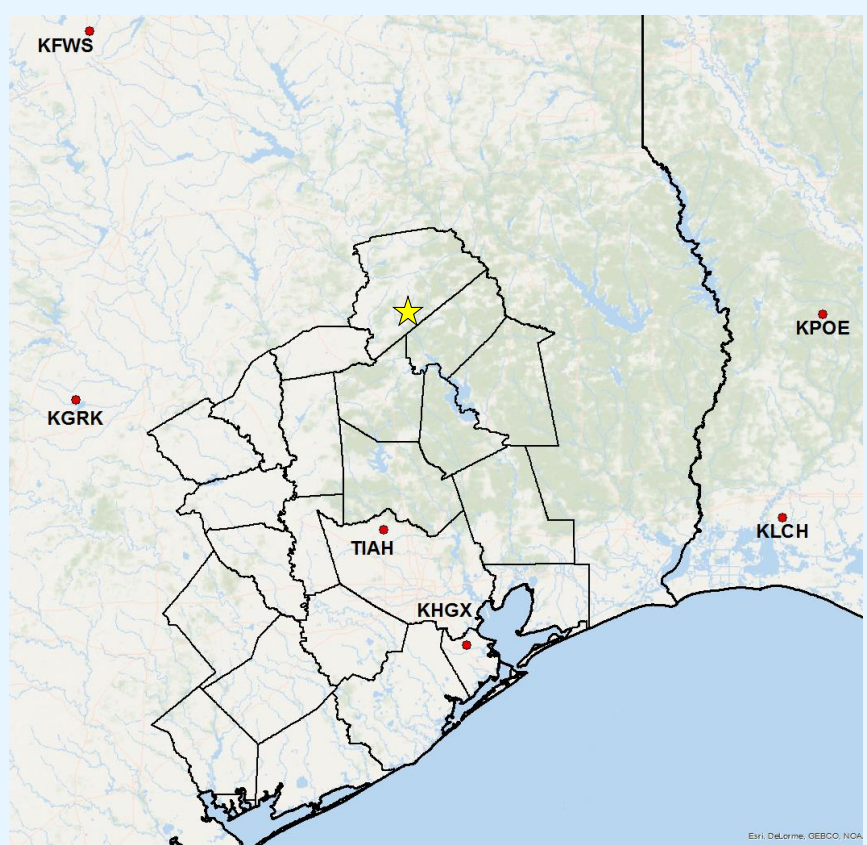 KFWS
KPOE
KGRK
KLCH
TIAH
KHGX
Esri, DeLorme, GEBCO, NOA